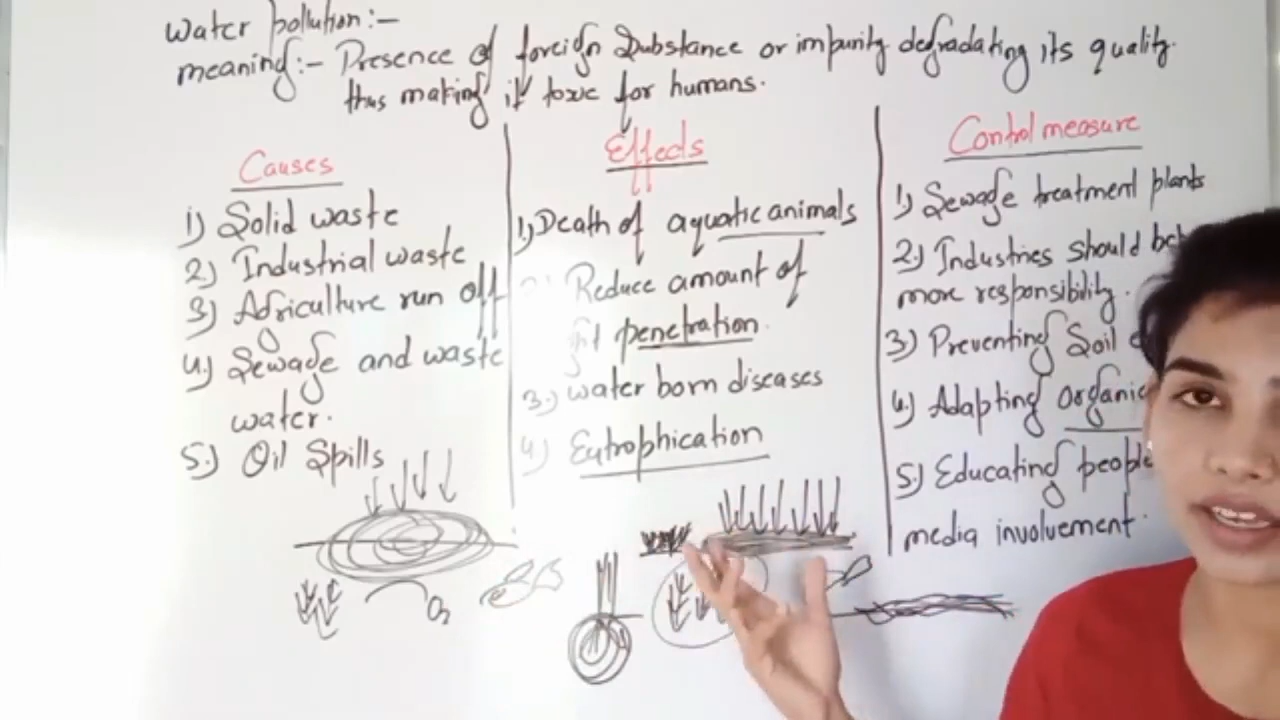 Water pollution:-
meaning:- Presence of foreign Substance or impurity degradating its quality
thus making it toxic for humans.
Causes
1) Solid waste
2) Industrial waste
3) Agriculture run off
4.) Sewage and waste
water.
5.) Oil Spills
O2
Effects
1.) Death of aquatic animals
Reduce amount of
penetration.
3.) water born diseases
4) Eutrophication
Control measure
1.) Sewage treatment plants
2.) Industries should
more responsibility.
3) Preventing Soil
4.) Adapting organic
5.) Educating people
media involvement.